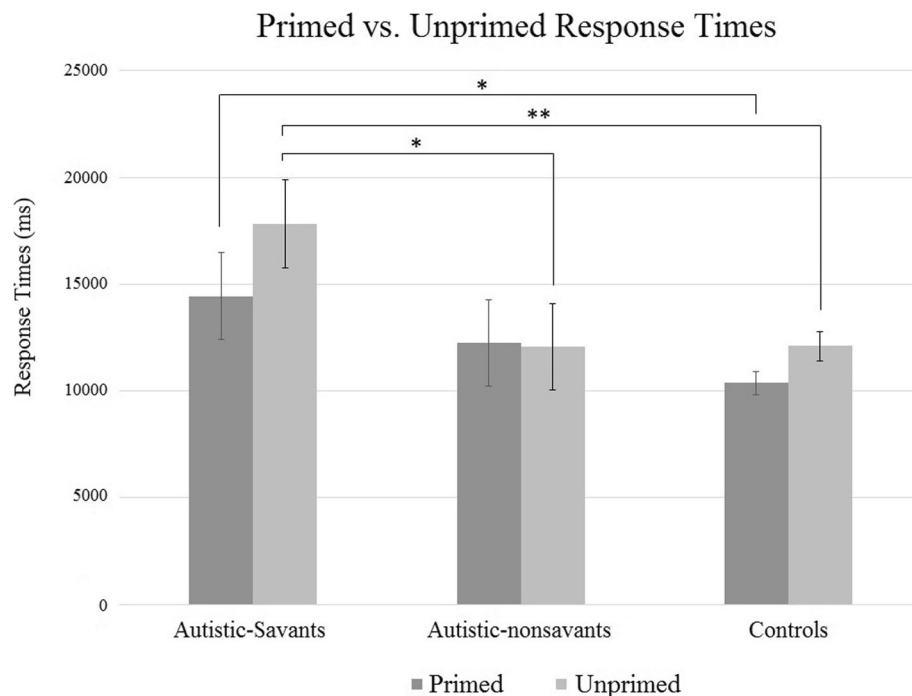 Primed vs. Unprimed Response Times
25000
*
**
*
20000
15000
10000
5000
0
Response Times (ms)
Autistic-Savants Autistic-nonsavants Controls
Primed Unprimed